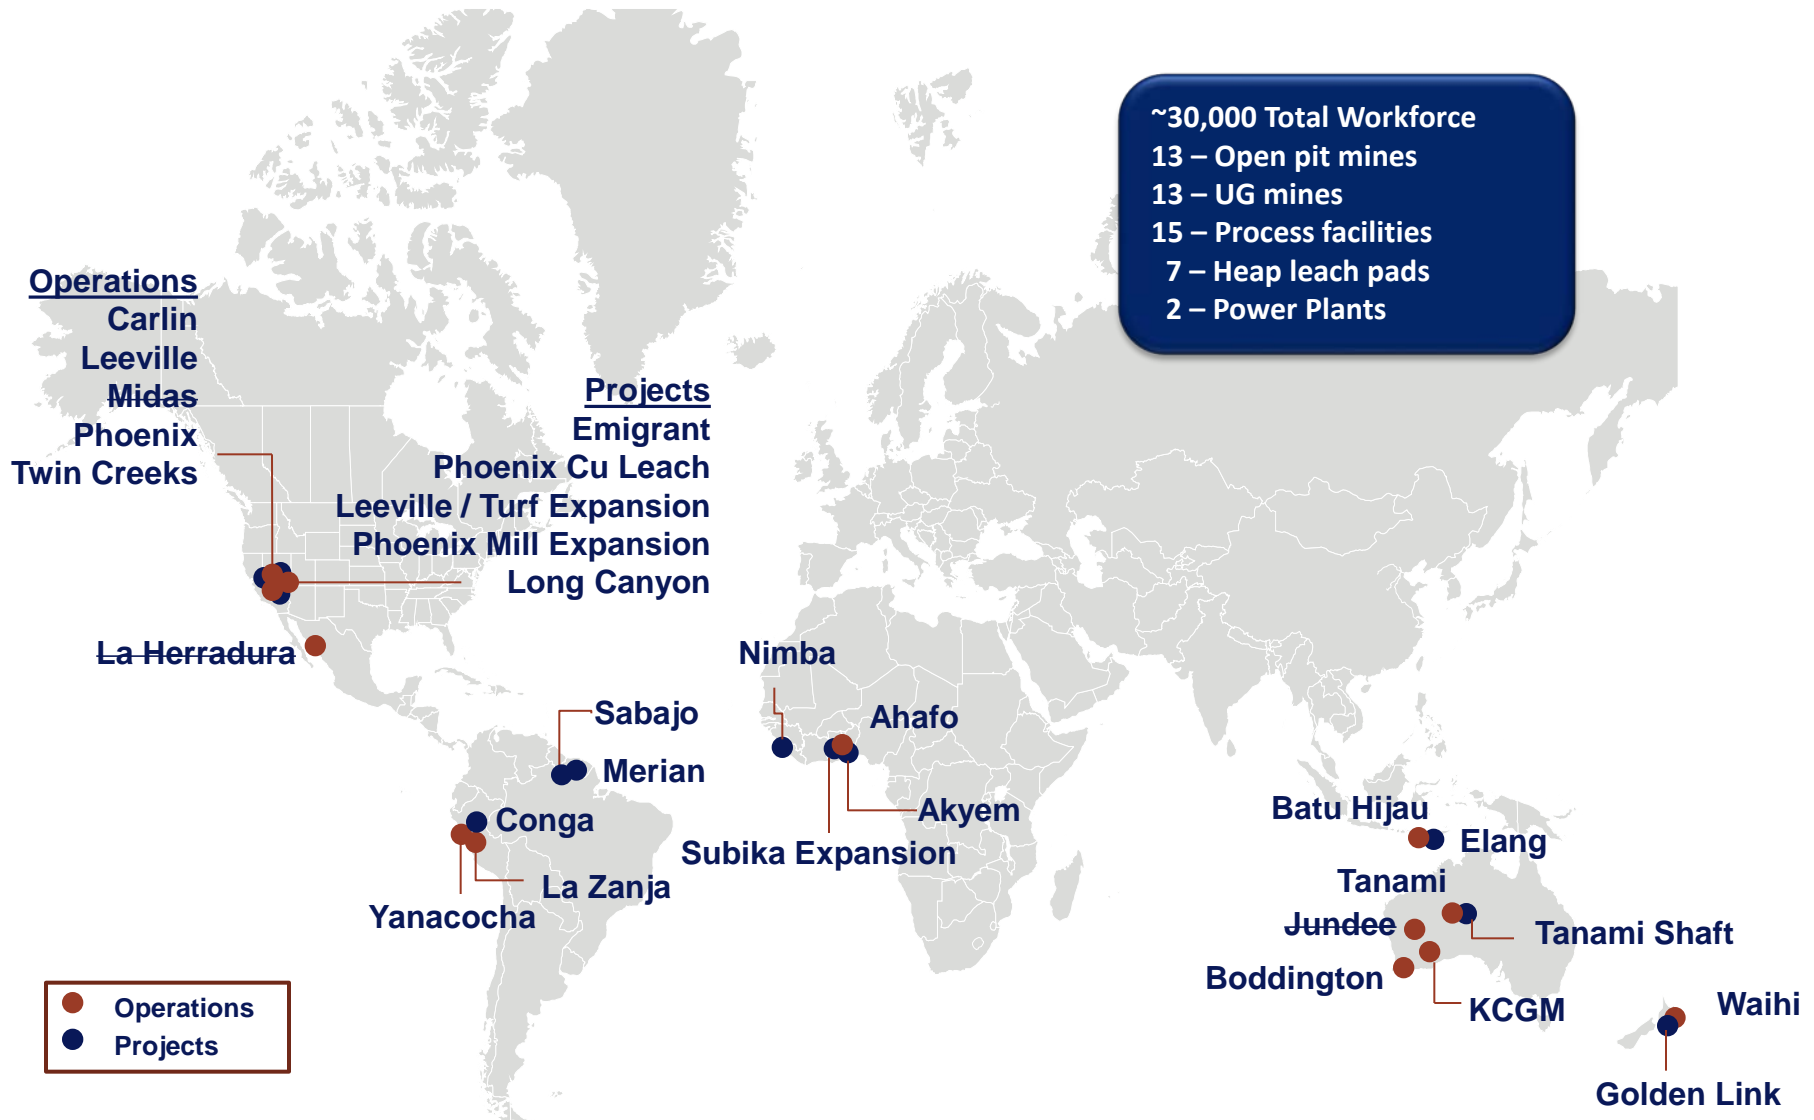 ~30,000 Total Workforce
13 – Open pit mines
13 – UG mines
15 – Process facilities
7 – Heap leach pads
2 – Power Plants
Operations
Carlin
Leeville
Midas
Phoenix
Twin Creeks
Projects
Emigrant
Phoenix Cu Leach
Leeville / Turf Expansion
Phoenix Mill Expansion
Long Canyon
La Herradura
Nimba
Sabajo
Ahafo
Merian
Akyem
Conga
Subika Expansion
La Zanja
Yanacocha
Batu Hijau
Elang
Tanami
Jundee
Tanami Shaft
Boddington
KCGM
Waihi
Golden Link
Operations
Projects